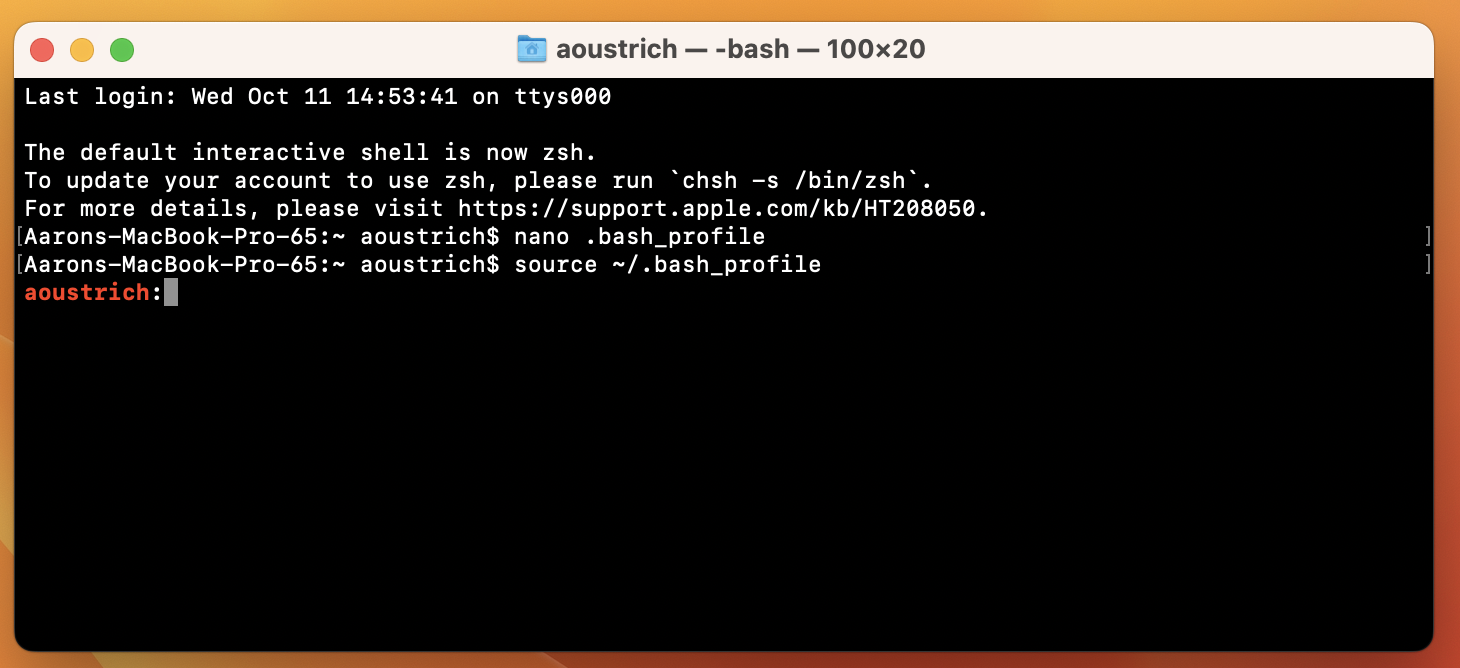 aoustrich — -bash — 100×20
Last login: Wed Oct 11 14:53:41 on ttys000
The default interactive shell is now zsh.
To update your account to use zsh, please run `chsh -s /bin/zsh`.
For more details, please visit https://support.apple.com/kb/HT208050.
[Aarons-MacBook-Pro-65:~ aoustrich$ nano .bash_profile ]
[Aarons-MacBook-Pro-65:~ aoustrich$ source ~/.bash_profile ]
aoustrich: